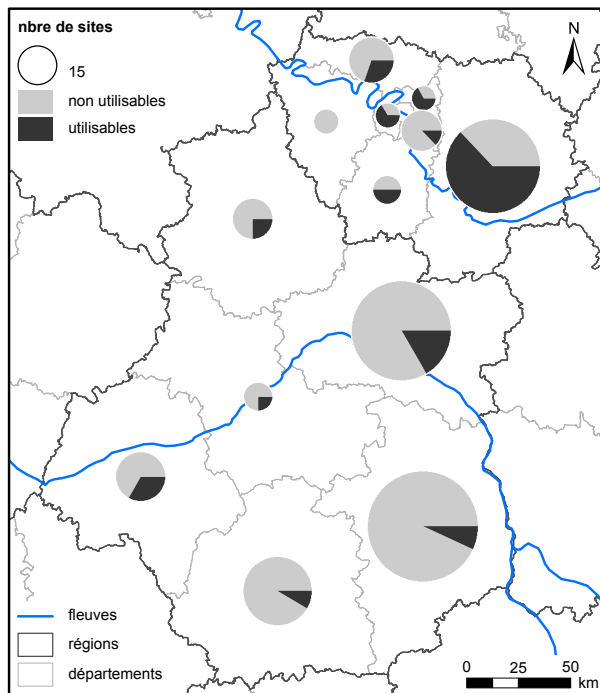 nbre de sites
15
non utilisables
utilisables
N
fleuves
régions
départements
0 25 50
km